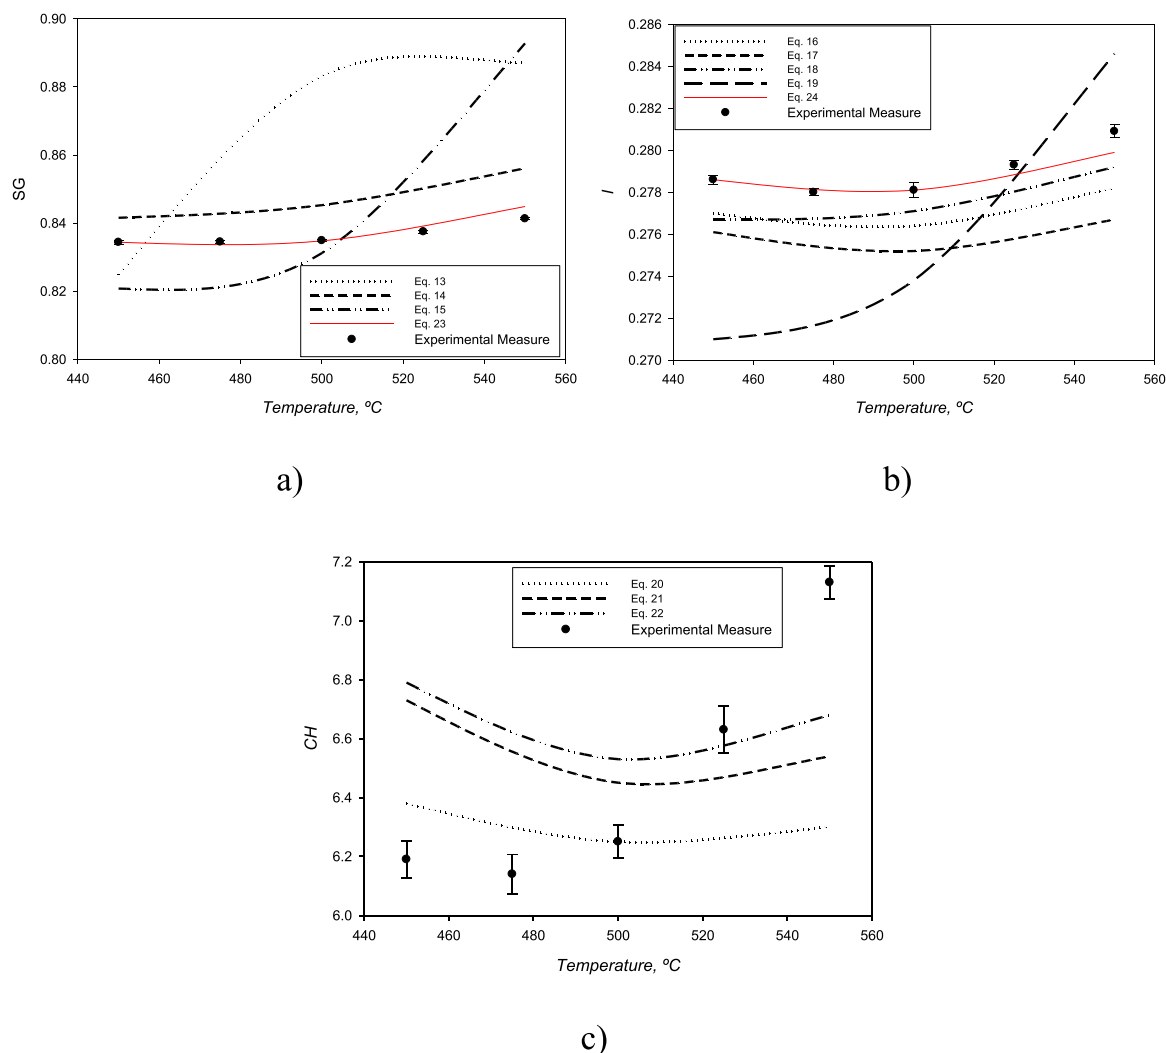 0.90
0.88
0.86
0.84
0.82
0.80
SG
Eq. 13
Eq. 14
Eq. 15
Eq. 23
Experimental Measure
440 460 480 500 520 540 560
Temperature, ºC
a)
0.286
0.284
0.282
0.280
0.278
0.276
0.274
0.272
0.270
I
Eq. 16
Eq. 17
Eq. 18
Eq. 19
Eq. 24
Experimental Measure
440 460 480 500 520 540 560
Temperature, ºC
b)
7.2
7.0
6.8
6.6
6.4
6.2
6.0
CH
Eq. 20
Eq. 21
Eq. 22
Experimental Measure
440 460 480 500 520 540 560
Temperature, ºC
c)